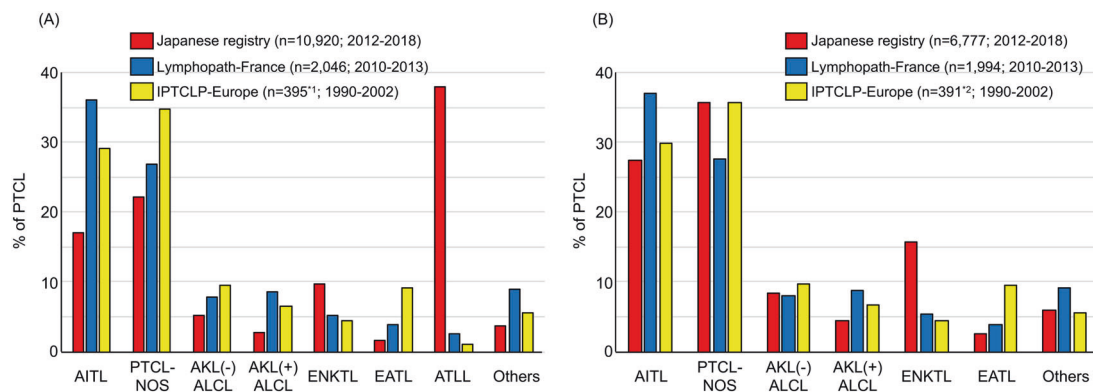 (A)
Japanese registry (n=10,920; 2012-2018)
Lymphopath-France (n=2,046; 2010-2013)
IPTCLP-Europe (n=395*1; 1990-2002)
% of PTCL
40
30
20
10
0
AITL
PTCL-
NOS
AKL(-)
ALCL
AKL(+)
ALCL
ENKTL
EATL
ATLL
Others
(B)
Japanese registry (n=6,777; 2012-2018)
Lymphopath-France (n=1,994; 2010-2013)
IPTCLP-Europe (n=391*2; 1990-2002)
% of PTCL
40
30
20
10
0
AITL
PTCL-
NOS
AKL(-)
ALCL
AKL(+)
ALCL
ENKTL
EATL
Others